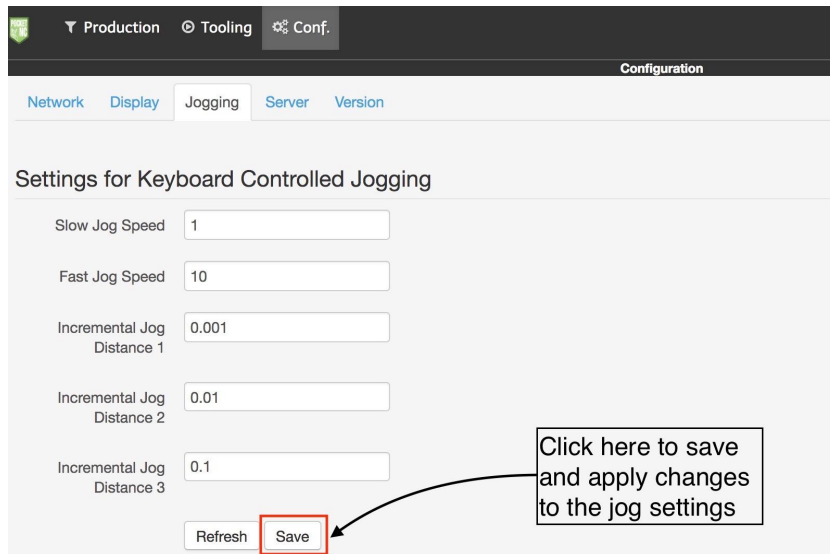 POCKET NC
Production Tooling Conf.
Configuration
Network Display Jogging Server Version
Settings for Keyboard Controlled Jogging
Slow Jog Speed 1
Fast Jog Speed 10
Incremental Jog 0.001
Distance 1
Incremental Jog 0.01
Distance 2
Incremental Jog 0.1
Distance 3
Click here to save
and apply changes
to the jog settings
Refresh Save